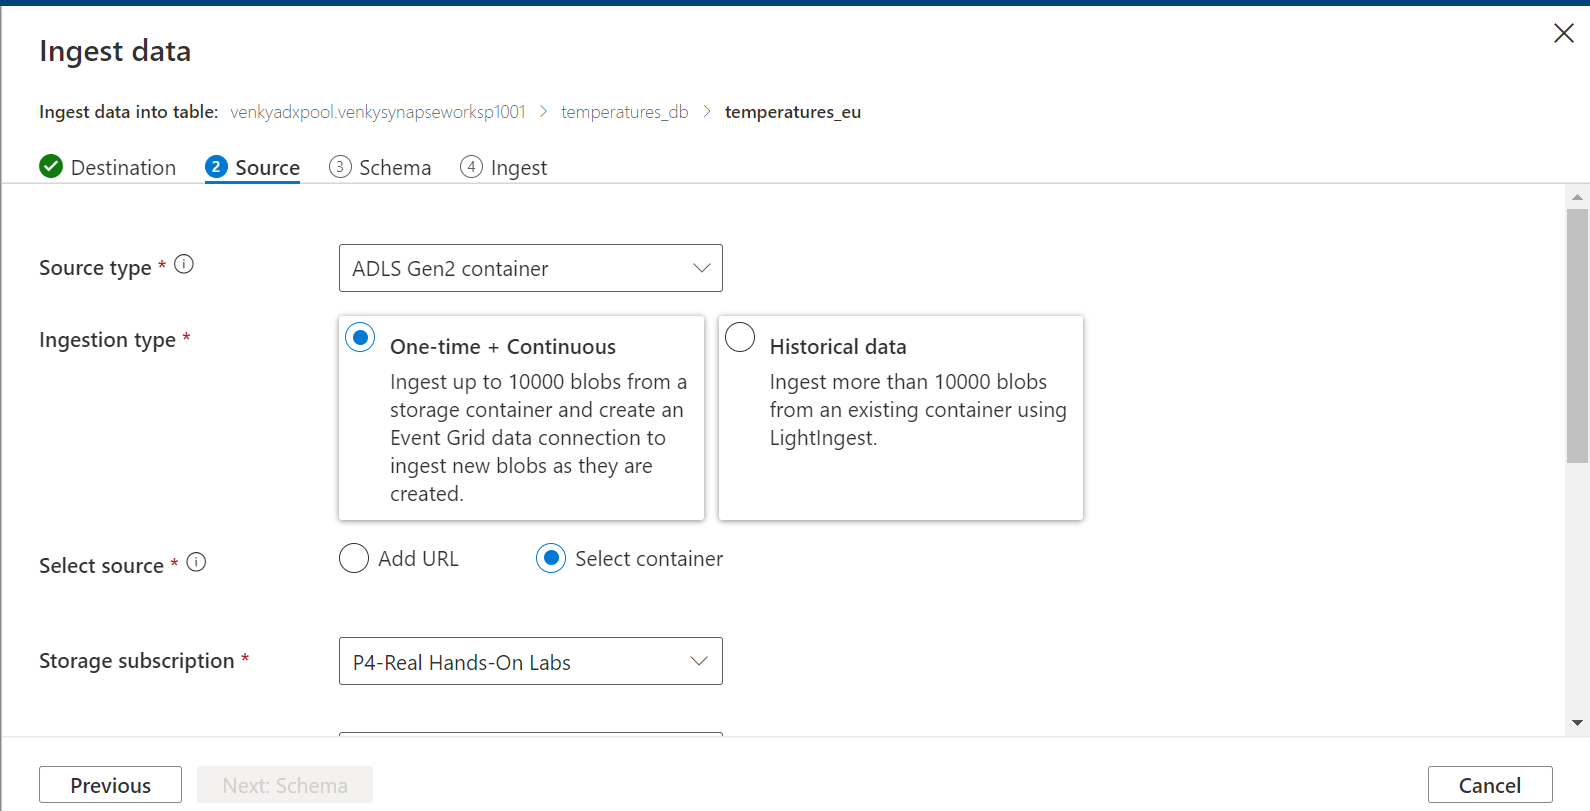 Ingest data
Ingest data into table: venkyadxpool.venkysynapseworksp1001 > temperatures_db > temperatures_eu
Destination 2 Source 3 Schema 4 Ingest
Source type *
ADLS Gen2 container
Ingestion type *
One-time + Continuous
Ingest up to 10000 blobs from a
storage container and create an
Event Grid data connection to
ingest new blobs as they are
created.
Historical data
Ingest more than 10000 blobs
from an existing container using
LightIngest.
Select source *
Add URL Select container
Storage subscription *
P4-Real Hands-On Labs
Previous Next: Schema Cancel